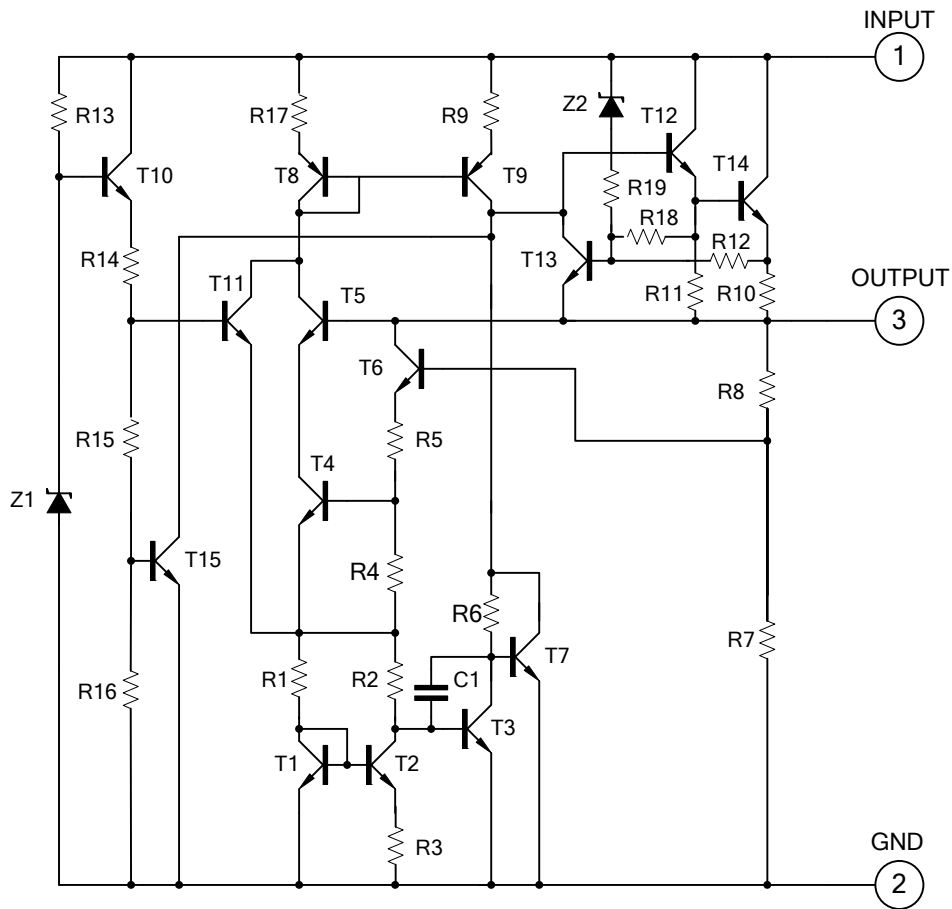 INPUT
1
R13
R17
R9
Z2
T12
T10
T8
T9
T14
R19
R18
R12
R14
T11
T13
T5
R11
R10
OUTPUT
3
T6
R8
R15
R5
T4
Z1
T15
R4
R6
R7
T7
R16
R1
R2
C1
T3
T1
T2
R3
GND
2